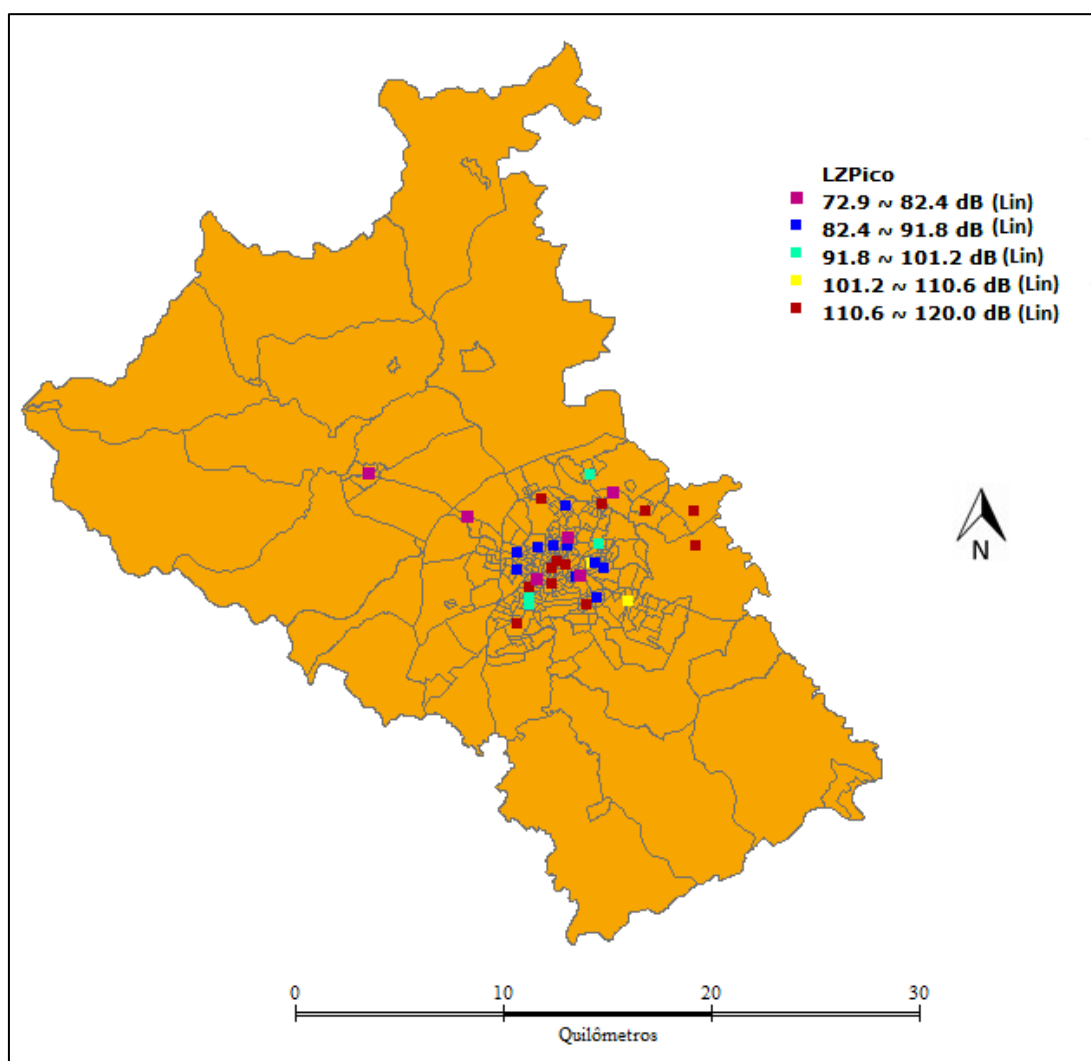 LZPico
72.9 ~ 82.4 dB (Lin)
82.4 ~ 91.8 dB (Lin)
91.8 ~ 101.2 dB (Lin)
101.2 ~ 110.6 dB (Lin)
110.6 ~ 120.0 dB (Lin)
N
0 10 20 30
Quilômetros